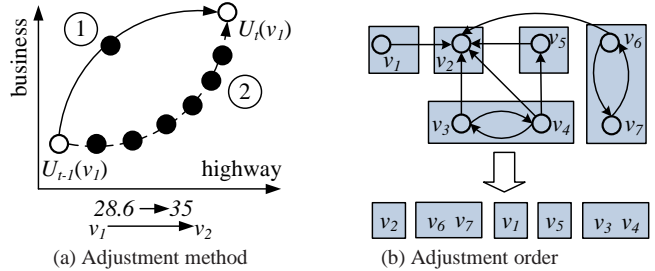 business
1
U_t(v_1)
2
U_{t-1}(v_1)
highway
28.6 → 35
v_1 → v_2
(a) Adjustment method
v_1
v_2
v_5
v_6
v_3
v_4
v_7
v_2 v_6 v_7 v_1 v_5 v_3 v_4
(b) Adjustment order